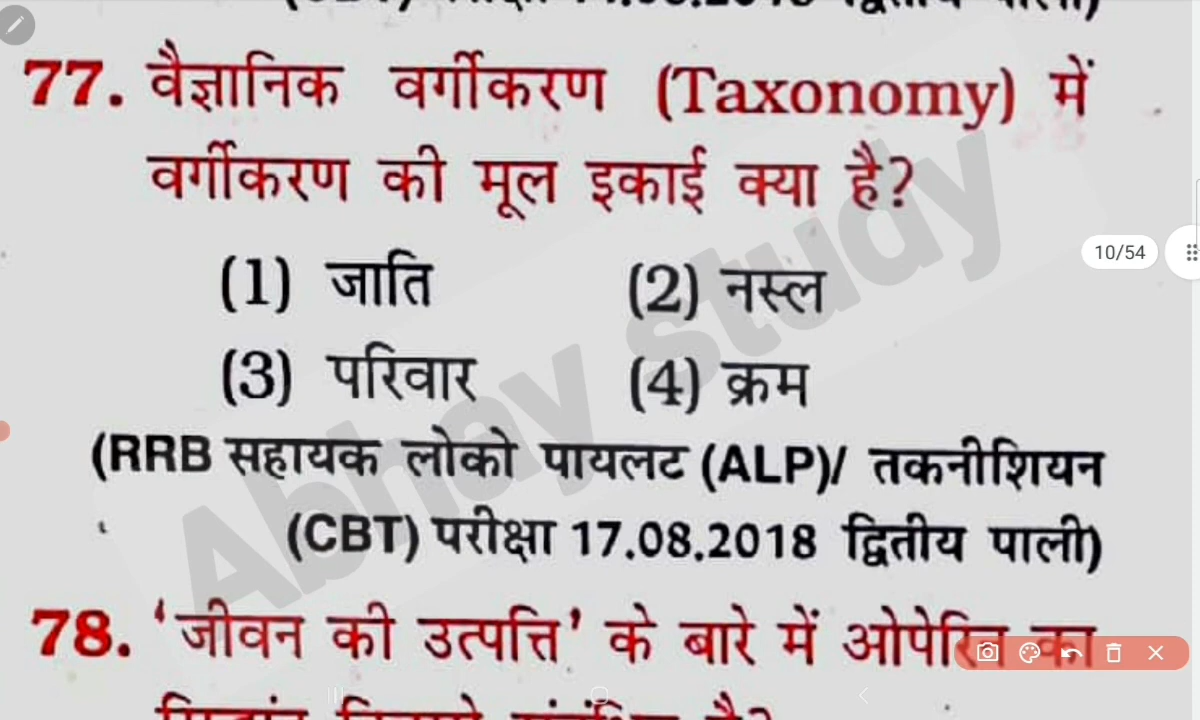 77. वैज्ञानिक वर्गीकरण (Taxonomy) में
वर्गीकरण की मूल इकाई क्या है?
(1) जाति (2) नस्ल
10/54
(3) परिवार (4) क्रम
(RRB सहायक लोको पायलट (ALP)/ तकनीशियन
(CBT) परीक्षा 17.08.2018 द्वितीय पाली)
78. 'जीवन की उत्पत्ति' के बारे में ओपेरिन का
Abhay Study